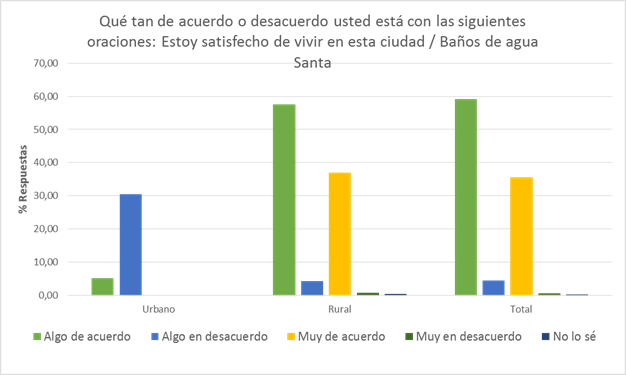 Qué tan de acuerdo o desacuerdo usted está con las siguientes
oraciones: Estoy satisfecho de vivir en esta ciudad / Baños de agua
Santa
70,00
60,00
50,00
40,00
30,00
20,00
10,00
0,00
% Respuestas
Urbano Rural Total
Algo de acuerdo Algo en desacuerdo Muy de acuerdo Muy en desacuerdo No lo sé